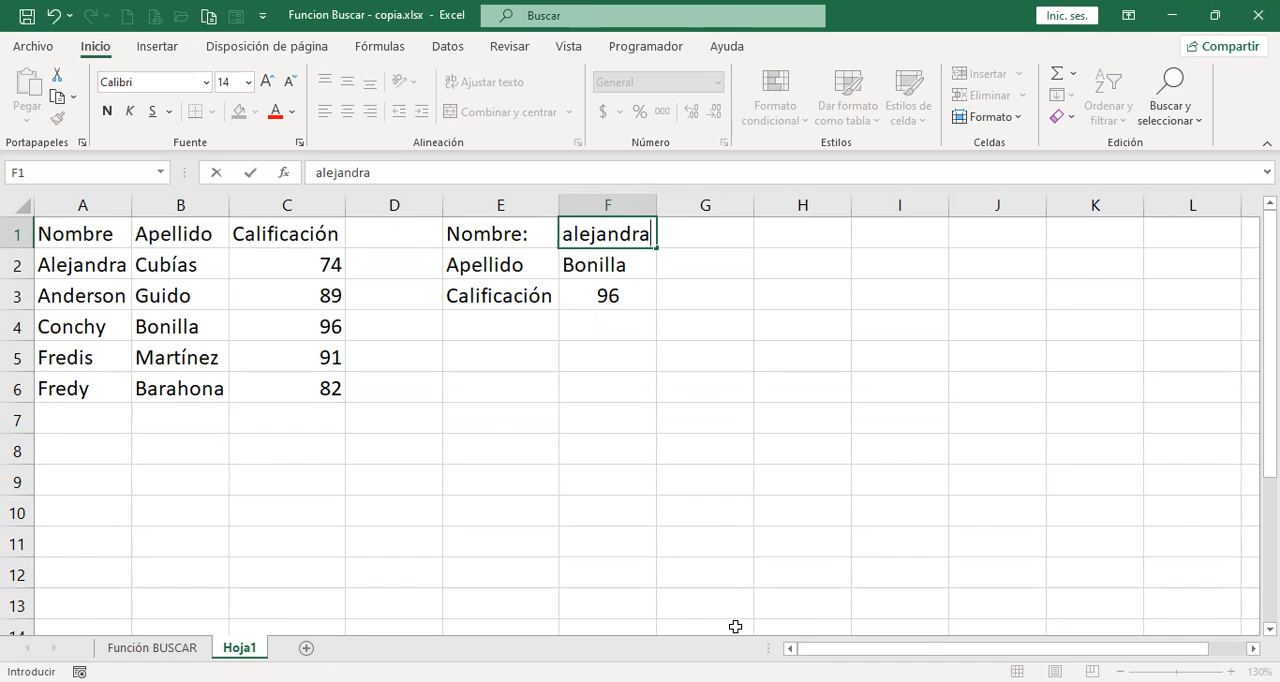 Funcion Buscar - copia.xlsx - Excel
Buscar
Inic. ses.
Archivo Inicio Insertar Disposición de página Fórmulas Datos Revisar Vista Programador Ayuda
Compartir
Pegar
Calibri 14
N K S
Ajustar texto
Combinar y centrar
General
$ % 000
Formato condicional
Dar formato como tabla
Estilos de celda
Insertar
Eliminar
Formato
Ordenar y filtrar
Buscar y seleccionar
Portapapeles Fuente Alineación Número Estilos Celdas Edición
F1 fx alejandra
A B C D E F G H I J K L
1 Nombre Apellido Calificación Nombre: alejandra
2 Alejandra Cubías 74 Apellido Bonilla
3 Anderson Guido 89 Calificación 96
4 Conchy Bonilla 96
5 Fredis Martínez 91
6 Fredy Barahona 82
7
8
9
10
11
12
13
14
Función BUSCAR Hoja1
Introducir
130%